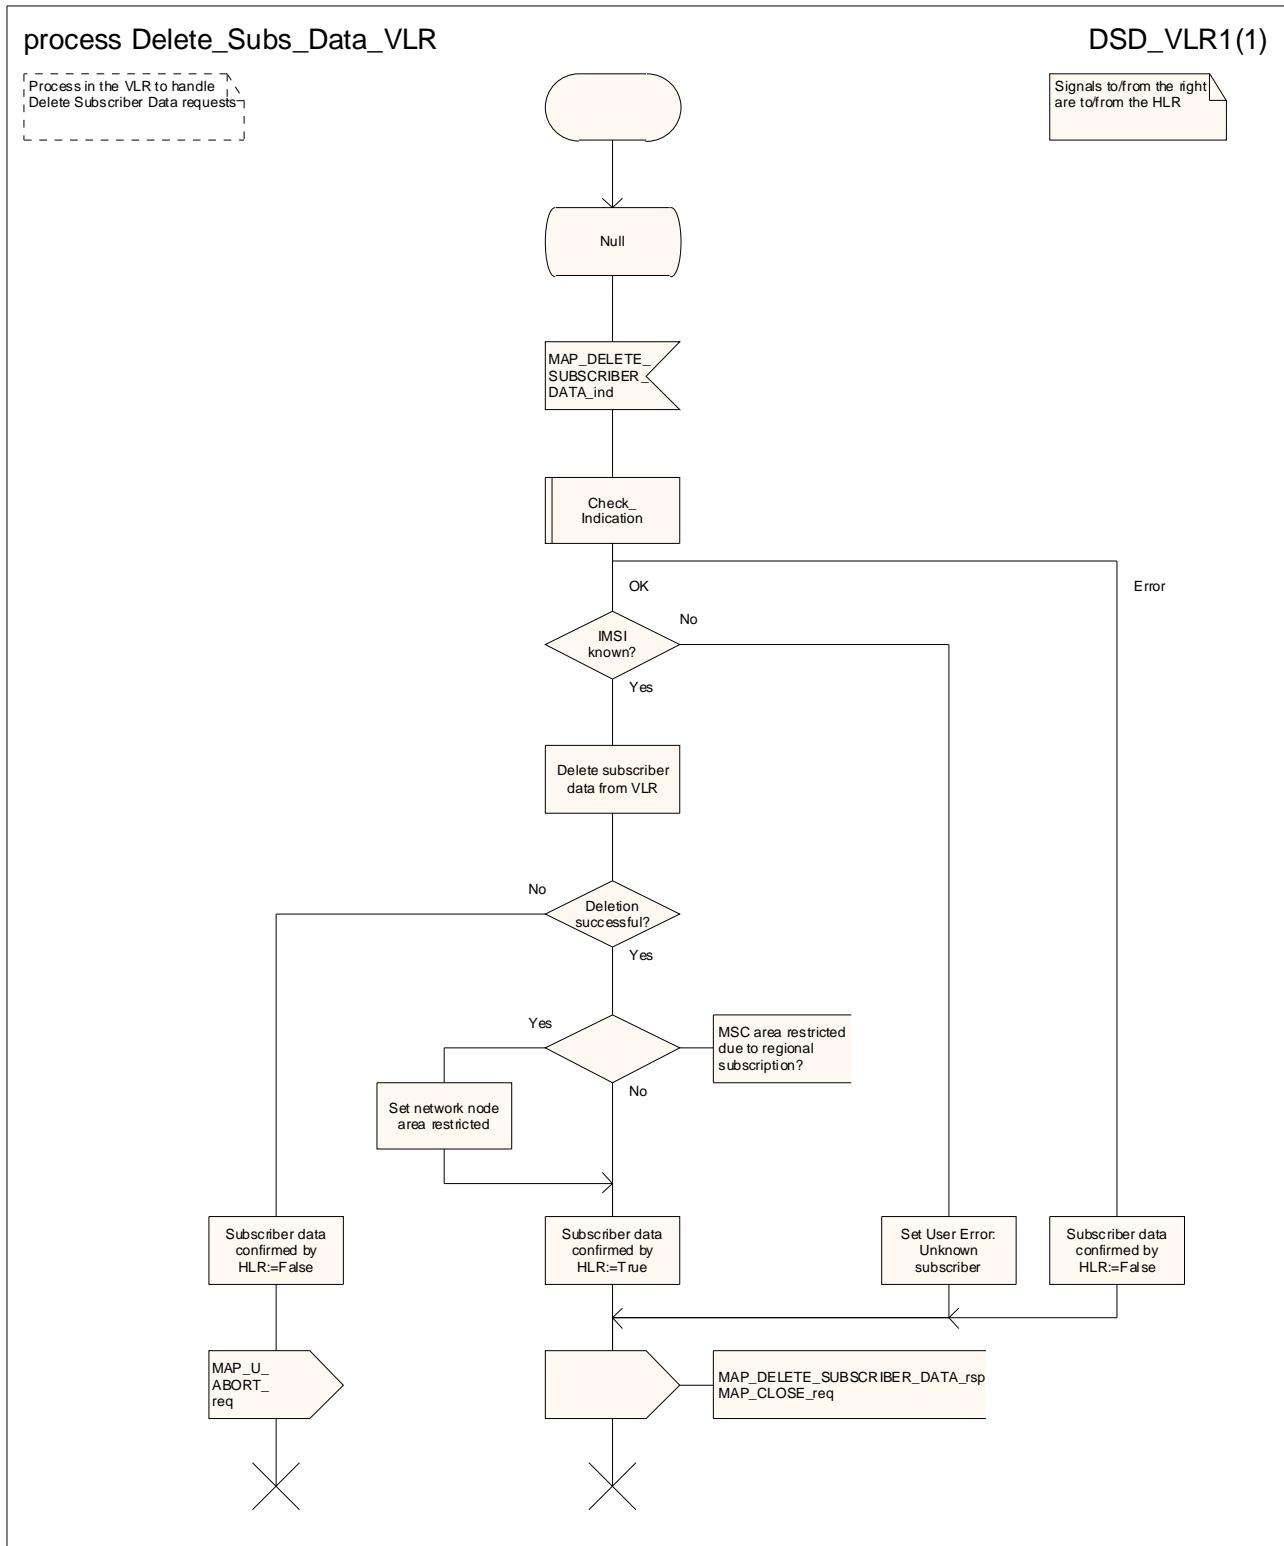 process Delete_Subs_Data_VLR
DSD_VLR1(1)
Process in the VLR to handle
Delete Subscriber Data requests
Signals to/from the right
are to/from the HLR
Null
MAP_DELETE_
SUBSCRIBER_
DATA_ind
Check_
Indication
OK
Error
IMSI
known?
No
Yes
Delete subscriber
data from VLR
No
Deletion
successful?
Yes
Yes
MSC area restricted
due to regional
subscription?
No
Set network node
area restricted
Subscriber data
confirmed by
HLR:=False
Subscriber data
confirmed by
HLR:=True
Set User Error:
Unknown
subscriber
Subscriber data
confirmed by
HLR:=False
MAP_U_
ABORT_
req
MAP_DELETE_SUBSCRIBER_DATA_rsp
MAP_CLOSE_req